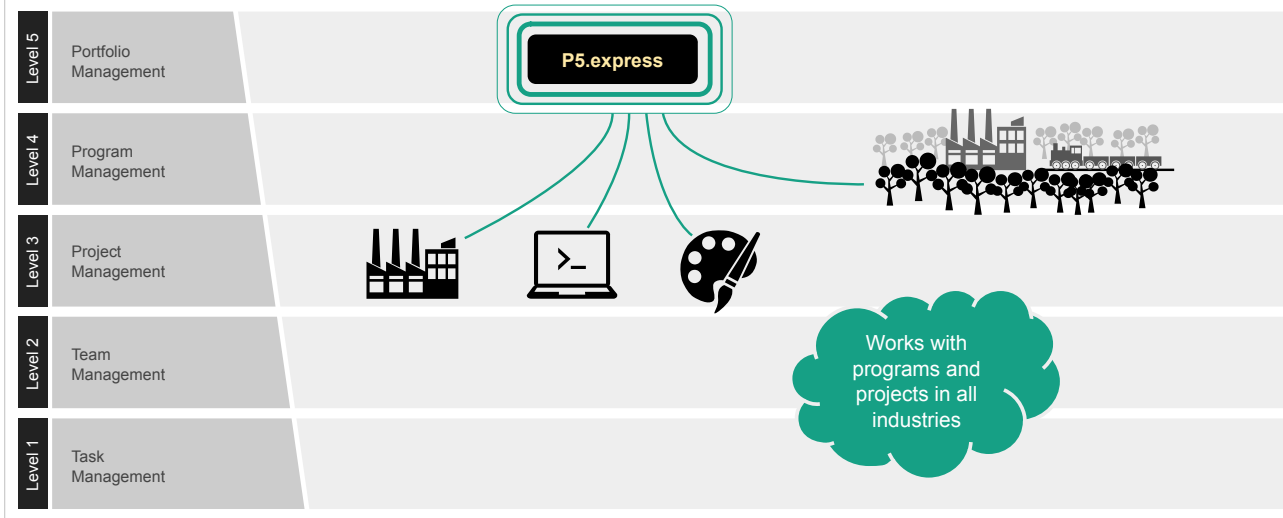 Level 5
Portfolio
Management
P5.express
Level 4
Program
Management
Level 3
Project
Management
>_
Level 2
Team
Management
Works with
programs and
projects in all
industries
Level 1
Task
Management